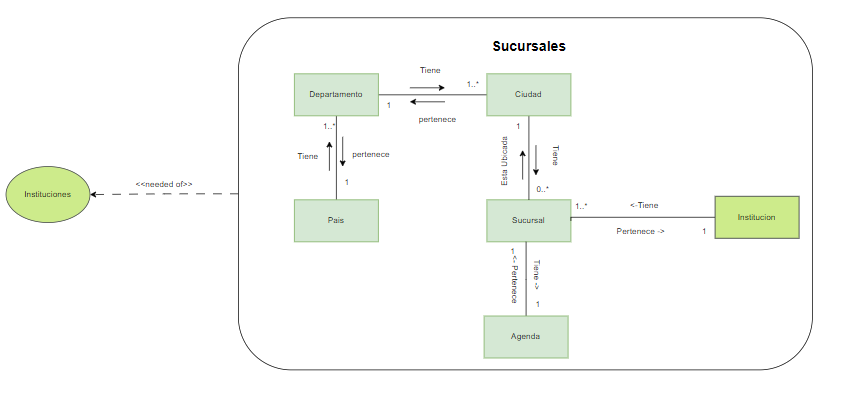 Sucursales
Tiene
Departamento
1..*
Ciudad
1
pertenece
1..*
1
Tiene
pertenece
Esta Ubicada
Tiene
<<needed of>>
Instituciones
1
0..*
1..*
<-Tiene
Pais
Sucursal
Institucion
Pertenece ->
1
1
<- Pertenece
Tiene ->
1
Agenda